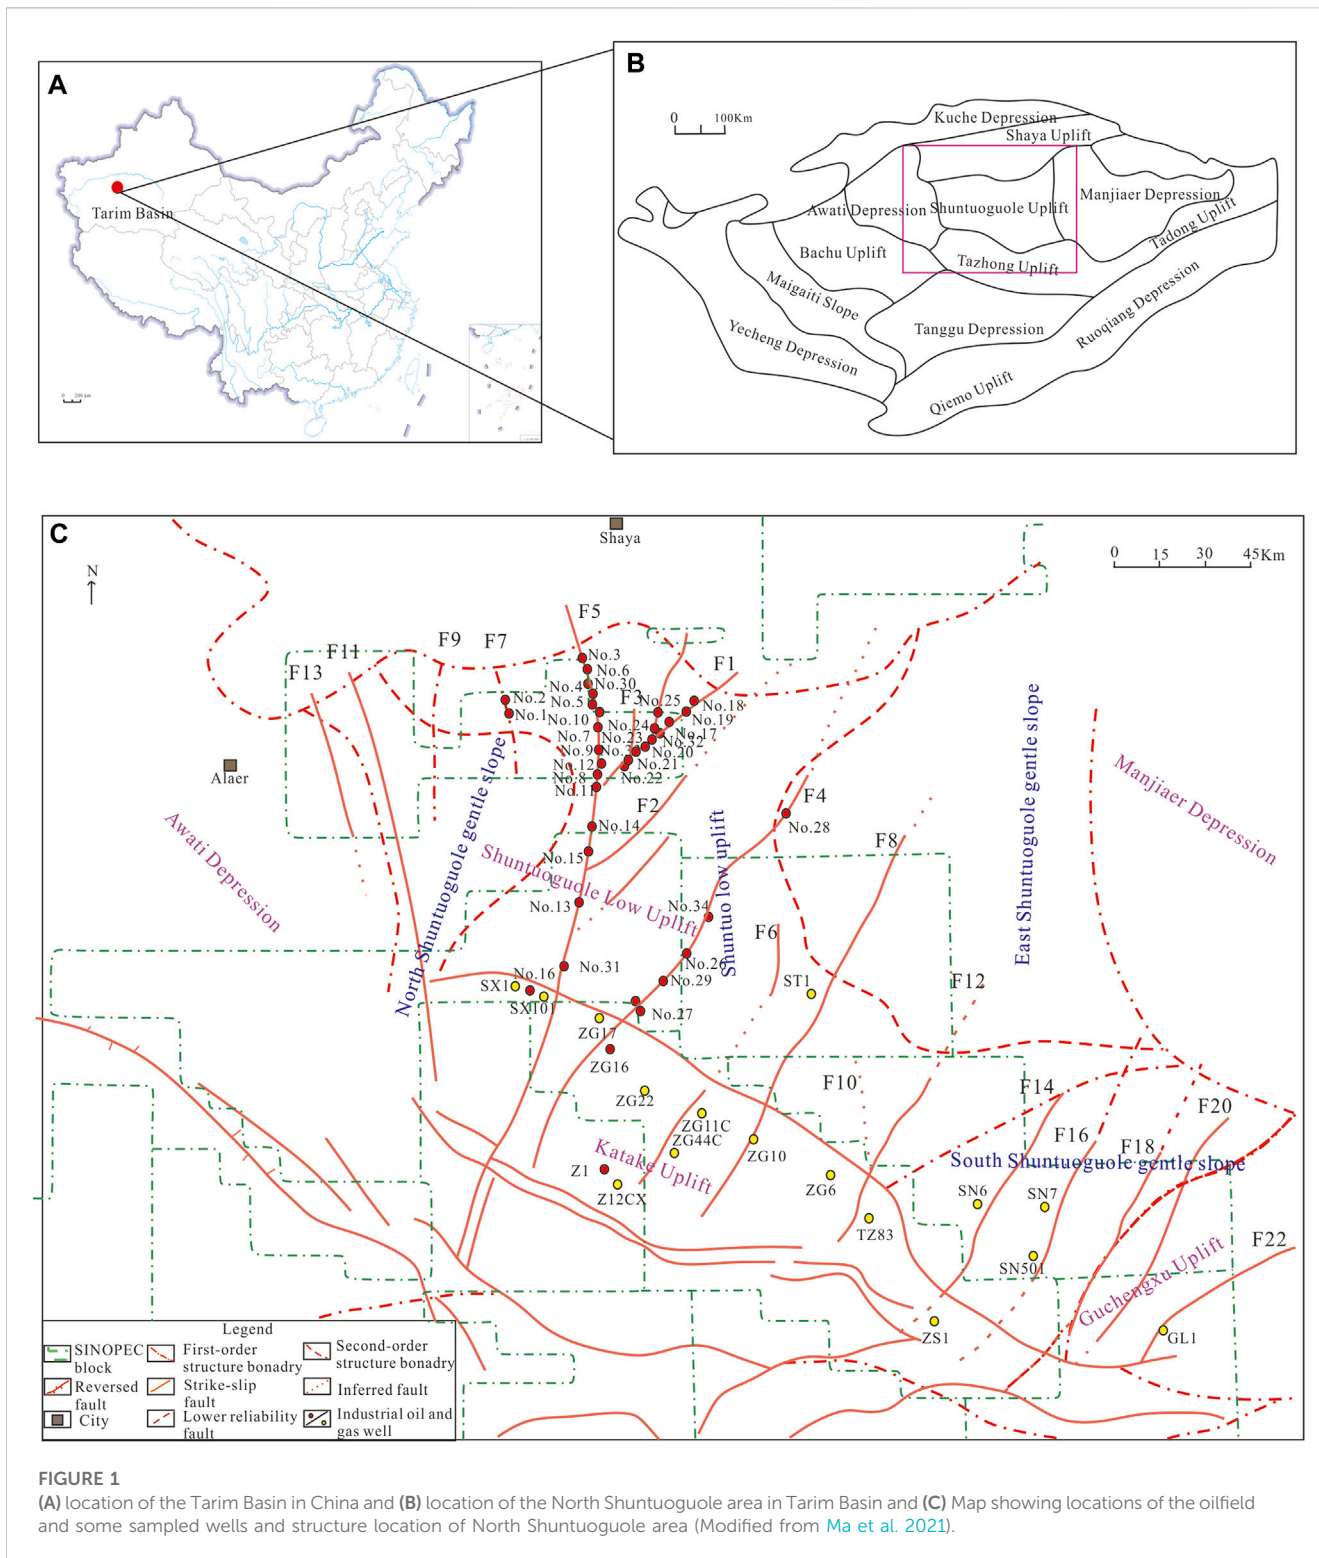 A
Tarim Basin
0 200 km
B
0 100Km
Kuche Depression
Shaya Uplift
Manjiaer Depression
Awati Depression
Shuntuoguole Uplift
Tadong Uplift
Bachu Uplift
Tazhong Uplift
Maigaiti Slope
Ruoqiang Depression
Tanggu Depression
Yecheng Depression
Qiemo Uplift
C
Shaya
N
0 15 30 45Km
F5
F11
F9
F7
F13
F1
No.3
No.6
No.4
No.30
No.2
No.5
F3
No.25
No.18
No.1
No.10
No.24
No.19
No.7
No.23
No.17
No.32
No.9
No.20
No.12
No.21
No.8
No.22
No.11
Alaer
F2
F4
No.14
No.28
F8
No.15
Awati Depression
North Shuntuoguole gentle slope
Shuntuoguole Low Uplift
Shuntuo low uplift
East Shuntuoguole gentle slope
Manjiaer Depression
No.13
No.34
F6
No.31
No.26
No.16
No.29
SX1
ST1
F12
SX101
No.27
ZG17
ZG16
F10
F14
ZG22
F20
ZG11C
ZG44C
F16
F18
Katake Uplift
ZG10
South Shuntuoguole gentle slope
Z1
ZG6
SN6
SN7
Z12CX
TZ83
F22
SN501
Guchengxu Uplift
ZS1
GL1
Legend
SINOPEC
block
First-order
structure bonadry
Second-order
structure bonadry
Reversed
fault
Strike-slip
fault
Inferred fault
City
Lower reliability
fault
Industrial oil and
gas well
FIGURE 1
(A) location of the Tarim Basin in China and (B) location of the North Shuntuoguole area in Tarim Basin and (C) Map showing locations of the oilfield
and some sampled wells and structure location of North Shuntuoguole area (Modified from Ma et al. 2021).